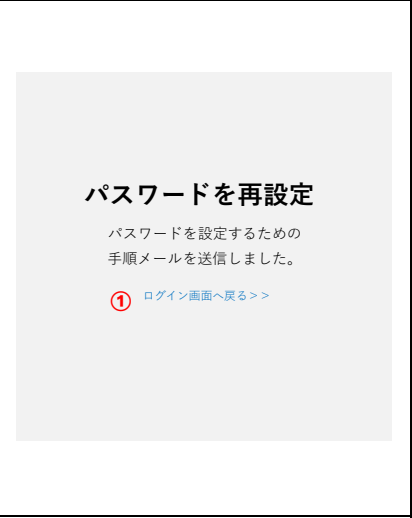 パスワードを再設定
パスワードを設定するための
手順メールを送信しました。
① ログイン画面へ戻る>>